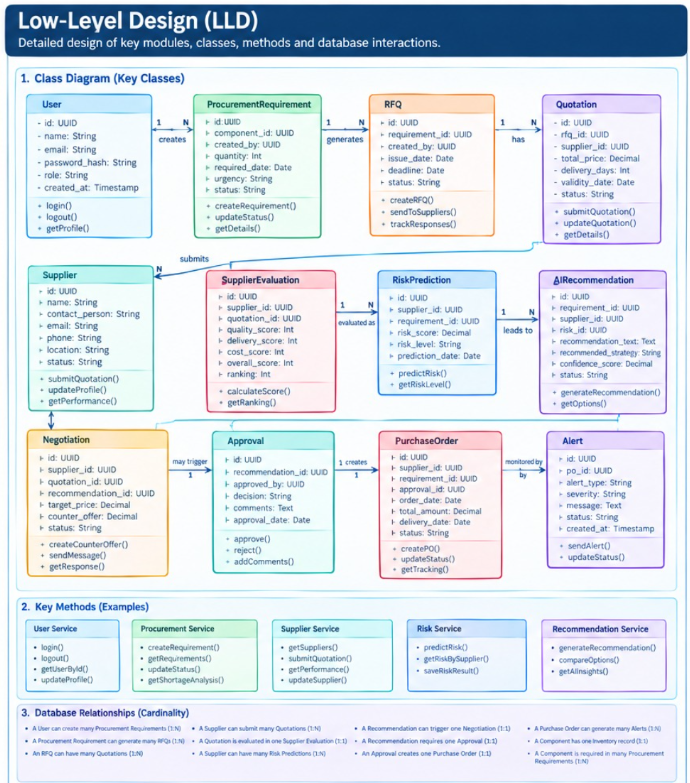 Low-Level Design (LLD)
Detailed design of key modules, classes, methods and database interactions.
1. Class Diagram (Key Classes)
User
- id: UUID
- name: String
- email: String
- password_hash: String
- role: String
- created_at: Timestamp
+ login()
+ logout()
+ getProfile()
1 N
creates
ProcurementRequirement
id: UUID
component_id: UUID
created_by: UUID
quantity: Int
required_date: Date
urgency: String
status: String
+ createRequirement()
+ updateStatus()
+ getDetails()
1 N
generates
RFQ
id: UUID
requirement_id: UUID
created_by: UUID
issue_date: Date
deadline: Date
status: String
+ createRFQ()
+ sendToSuppliers()
+ trackResponses()
1 N
has
Quotation
- id: UUID
- rfq_id: UUID
- supplier_id: UUID
- total_price: Decimal
- delivery_days: Int
- validity_date: Date
- status: String
+ submitQuotation()
+ updateQuotation()
+ getDetails()
submits
N
Supplier
id: UUID
name: String
contact_person: String
email: String
phone: String
location: String
status: String
+ submitQuotation()
+ updateProfile()
+ getPerformance()
SupplierEvaluation
id: UUID
supplier_id: UUID
quotation_id: UUID
quality_score: Int
delivery_score: Int
cost_score: Int
overall_score: Int
ranking: Int
+ calculateScore()
+ getRanking()
1 N
evaluated as
RiskPrediction
id: UUID
supplier_id: UUID
requirement_id: UUID
risk_score: Decimal
risk_level: String
prediction_date: Date
+ predictRisk()
+ getRiskLevel()
1 N
leads to
AIRecommendation
id: UUID
requirement_id: UUID
supplier_id: UUID
risk_id: UUID
recommendation_text: Text
recommended_strategy: String
confidence_score: Decimal
status: String
+ generateRecommendation()
+ getOptions()
Negotiation
id: UUID
supplier_id: UUID
quotation_id: UUID
recommendation_id: UUID
target_price: Decimal
counter_offer: Decimal
status: String
+ createCounterOffer()
+ sendMessage()
+ getResponse()
may trigger
1
Approval
id: UUID
recommendation_id: UUID
approved_by: UUID
decision: String
comments: Text
approval_date: Date
+ approve()
+ reject()
+ addComments()
1 creates
1
PurchaseOrder
id: UUID
supplier_id: UUID
requirement_id: UUID
approval_id: UUID
order_date: Date
total_amount: Decimal
delivery_date: Date
status: String
+ createPO()
+ updateStatus()
+ getTracking()
monitored by
by
Alert
id: UUID
po_id: UUID
alert_type: String
severity: String
message: Text
status: String
created_at: Timestamp
+ sendAlert()
+ updateStatus()
2. Key Methods (Examples)
User Service
• login()
• logout()
• getUserById()
• updateProfile()
Procurement Service
• createRequirement()
• getRequirements()
• updateStatus()
• getShortageAnalysis()
Supplier Service
• getSuppliers()
• submitQuotation()
• getPerformance()
• updateSupplier()
Risk Service
• predictRisk()
• getRiskBySupplier()
• saveRiskResult()
Recommendation Service
• generateRecommendation()
• compareOptions()
• getAIInsights()
3. Database Relationships (Cardinality)
• A User can create many Procurement Requirements (1:N)
• A Procurement Requirement can generate many RFQs (1:N)
• An RFQ can have many Quotations (1:N)
• A Supplier can submit many Quotations (1:N)
• A Quotation is evaluated in one Supplier Evaluation (1:1)
• A Supplier can have many Risk Predictions (1:N)
• A Recommendation can trigger one Negotiation (1:1)
• A Recommendation requires one Approval (1:1)
• An Approval creates one Purchase Order (1:1)
• A Purchase Order can generate many Alerts (1:N)
• A Component has one Inventory record (1:1)
• A Component is required in many Procurement
Requirements (1:N)